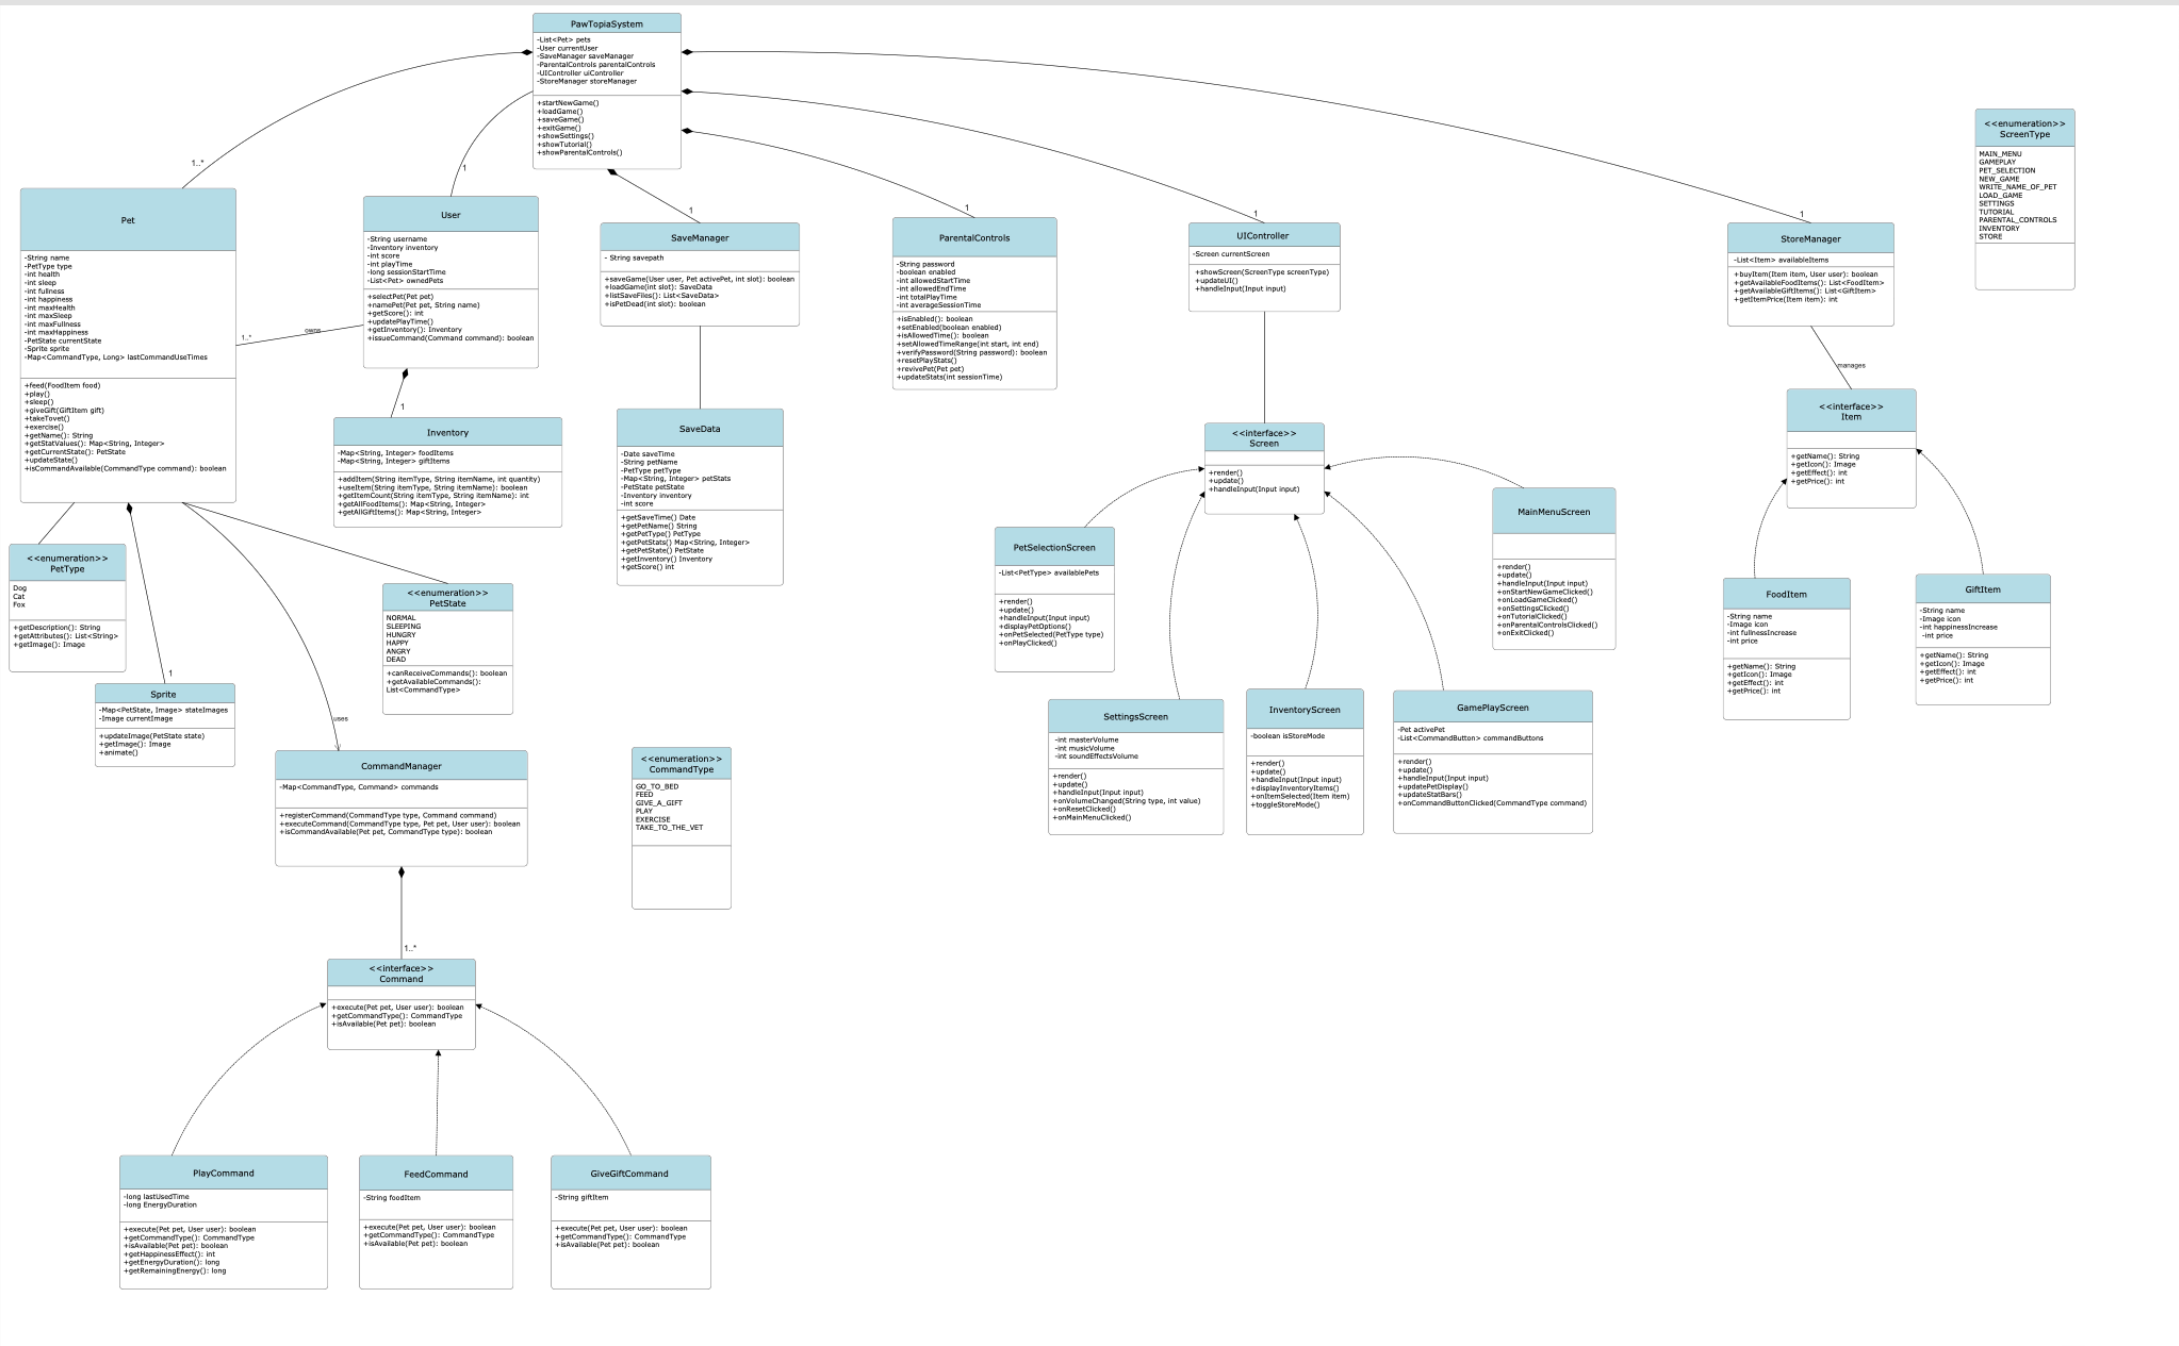 PawTopiaSystem
-List<Pet> pets
-User currentUser
-SaveManager saveManager
-ParentalControls parentalControls
-UIController uiController
-StoreManager storeManager
+startNewGame()
+loadGame()
+saveGame()
+exitGame()
+showSettings()
+showTutorial()
+showParentalControls()
1..*
1
1
1
1
1
<<enumeration>>
ScreenType
MAIN_MENU
GAMEPLAY
PET_SELECTION
NEW_GAME
WRITE_NAME_OF_PET
LOAD_GAME
SETTINGS
TUTORIAL
PARENTAL_CONTROLS
INVENTORY
STORE
Pet
-String name
-PetType type
-int health
-int sleep
-int fullness
-int happiness
-int maxHealth
-int maxSleep
-int maxFullness
-int maxHappiness
-PetState currentState
-Sprite sprite
-Map<CommandType, Long> lastCommandUseTimes
+feed(FoodItem food)
+play()
+sleep()
+giveGift(GiftItem gift)
+takeTovet()
+exercise()
+getName(): String
+getStatValues(): Map<String, Integer>
+getCurrentState(): PetState
+updateState()
+isCommandAvailable(CommandType command): boolean
1..*
owns
User
-String username
-Inventory inventory
-int score
-int playTime
-long sessionStartTime
-List<Pet> ownedPets
+selectPet(Pet pet)
+namePet(Pet pet, String name)
+getScore(): int
+updatePlayTime()
+getInventory(): Inventory
+issueCommand(Command command): boolean
1
SaveManager
- String savepath
+saveGame(User user, Pet activePet, int slot): boolean
+loadGame(int slot): SaveData
+listSaveFiles(): List<SaveData>
+isPetDead(int slot): boolean
ParentalControls
-String password
-boolean enabled
-int allowedStartTime
-int allowedEndTime
-int totalPlayTime
-int averageSessionTime
+isEnabled(): boolean
+setEnabled(boolean enabled)
+isAllowedTime(): boolean
+setAllowedTimeRange(int start, int end)
+verifyPassword(String password): boolean
+resetPlayStats()
+revivePet(Pet pet)
+updateStats(int sessionTime)
UIController
-Screen currentScreen
+showScreen(ScreenType screenType)
+updateUI()
+handleInput(Input input)
StoreManager
-List<Item> availableItems
+buyItem(Item item, User user): boolean
+getAvailableFoodItems(): List<FoodItem>
+getAvailableGiftItems(): List<GiftItem>
+getItemPrice(Item item): int
manages
<<interface>>
Item
+getName(): String
+getIcon(): Image
+getEffect(): int
+getPrice(): int
Inventory
-Map<String, Integer> foodItems
-Map<String, Integer> giftItems
+addItem(String itemType, String itemName, int quantity)
+useItem(String itemType, String itemName): boolean
+getItemCount(String itemType, String itemName): int
+getAllFoodItems(): Map<String, Integer>
+getAllGiftItems(): Map<String, Integer>
SaveData
-Date saveTime
-String petName
-PetType petType
-Map<String, Integer> petStats
-PetState petState
-Inventory inventory
-int score
+getSaveTime() Date
+getPetName() String
+getPetType() PetType
+getPetStats() Map<String, Integer>
+getPetState() PetState
+getInventory() Inventory
+getScore() int
<<interface>>
Screen
+render()
+update()
+handleInput(Input input)
PetSelectionScreen
-List<PetType> availablePets
+render()
+update()
+handleInput(Input input)
+displayPetOptions()
+onPetSelected(PetType type)
+onPlayClicked()
MainMenuScreen
+render()
+update()
+handleInput(Input input)
+onStartNewGameClicked()
+onLoadGameClicked()
+onSettingsClicked()
+onTutorialClicked()
+onParentalControlsClicked()
+onExitClicked()
FoodItem
-String name
-Image icon
-int fullnessIncrease
-int price
+getName(): String
+getIcon(): Image
+getEffect(): int
+getPrice(): int
GiftItem
-String name
-Image icon
-int happinessIncrease
-int price
+getName(): String
+getIcon(): Image
+getEffect(): int
+getPrice(): int
<<enumeration>>
PetType
Dog
Cat
Fox
+getDescription(): String
+getAttributes(): List<String>
+getImage(): Image
<<enumeration>>
PetState
NORMAL
SLEEPING
HUNGRY
HAPPY
ANGRY
DEAD
+canReceiveCommands(): boolean
+getAvailableCommands():
List<CommandType>
1
Sprite
-Map<PetState, Image> stateImages
-Image currentImage
+updateImage(PetState state)
+getImage(): Image
+animate()
uses
CommandManager
-Map<CommandType, Command> commands
+registerCommand(CommandType type, Command command)
+executeCommand(CommandType type, Pet pet, User user): boolean
+isCommandAvailable(Pet pet, CommandType type): boolean
<<enumeration>>
CommandType
GO_TO_BED
FEED
GIVE_A_GIFT
PLAY
EXERCISE
TAKE_TO_THE_VET
SettingsScreen
-int masterVolume
-int musicVolume
-int soundEffectsVolume
+render()
+update()
+handleInput(Input input)
+onVolumeChanged(String type, int value)
+onResetClicked()
+onMainMenuClicked()
InventoryScreen
-boolean isStoreMode
+render()
+update()
+handleInput(Input input)
+displayInventoryItems()
+onItemSelected(Item item)
+toggleStoreMode()
GamePlayScreen
-Pet activePet
-List<CommandButton> commandButtons
+render()
+update()
+handleInput(Input input)
+updatePetDisplay()
+updateStatBars()
+onCommandButtonClicked(CommandType command)
1..*
<<interface>>
Command
+execute(Pet pet, User user): boolean
+getCommandType(): CommandType
+isAvailable(Pet pet): boolean
PlayCommand
-long lastUsedTime
-long EnergyDuration
+execute(Pet pet, User user): boolean
+getCommandType(): CommandType
+isAvailable(Pet pet): boolean
+getHappinessEffect(): int
+getEnergyDuration(): long
+getRemainingEnergy(): long
FeedCommand
-String foodItem
+execute(Pet pet, User user): boolean
+getCommandType(): CommandType
+isAvailable(Pet pet): boolean
GiveGiftCommand
-String giftItem
+execute(Pet pet, User user): boolean
+getCommandType(): CommandType
+isAvailable(Pet pet): boolean